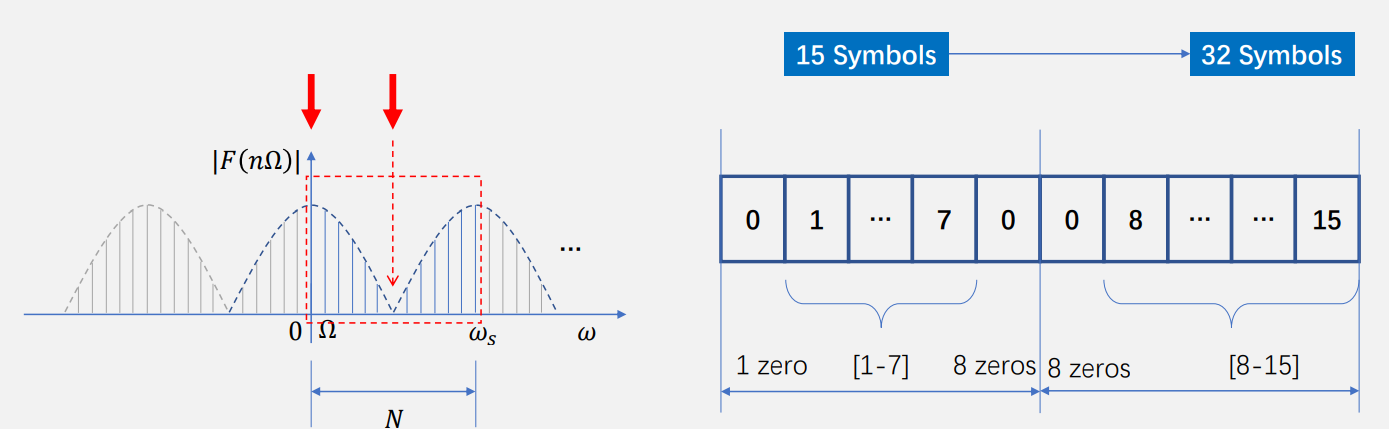 |F(nΩ)|
...
0
Ω
ω_s
ω
N
15 Symbols
32 Symbols
0 1 ... 7 0 0 8 ... ... 15
1 zero [1-7] 8 zeros 8 zeros [8-15]